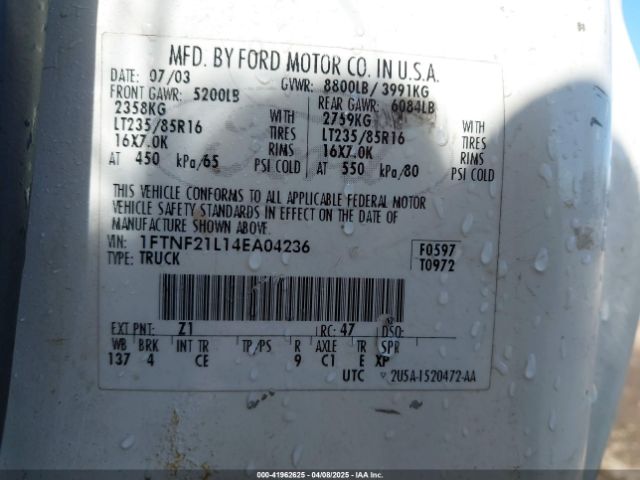 MFD. BY FORD MOTOR CO. IN U.S.A.
DATE: 07/03 GVWR: 8800LB/ 3991KG
FRONT GAWR: 5200LB REAR GAWR: 6084LB
2358KG WITH 2759KG WITH
LT235/85R16 TIRES LT235/85R16 TIRES
16X7.0K RIMS 16X7.0K RIMS
AT 450 kPa/65 PSI COLD AT 550 kPa/80 PSI COLD
THIS VEHICLE CONFORMS TO ALL APPLICABLE FEDERAL MOTOR
VEHICLE SAFETY STANDARDS IN EFFECT ON THE DATE OF
MANUFACTURE SHOWN ABOVE.
VIN: 1FTNF21L14EA04236 F0597
TYPE: TRUCK T0972
EXT PNT: Z1 RC: 47 DSO:
WB BRK INT TR TP/PS R AXLE TR SPR
137 4 CE 9 C1 E XP
UTC 2U5A-1520472-AA
000-41962625 - 04/08/2025 - IAA Inc.